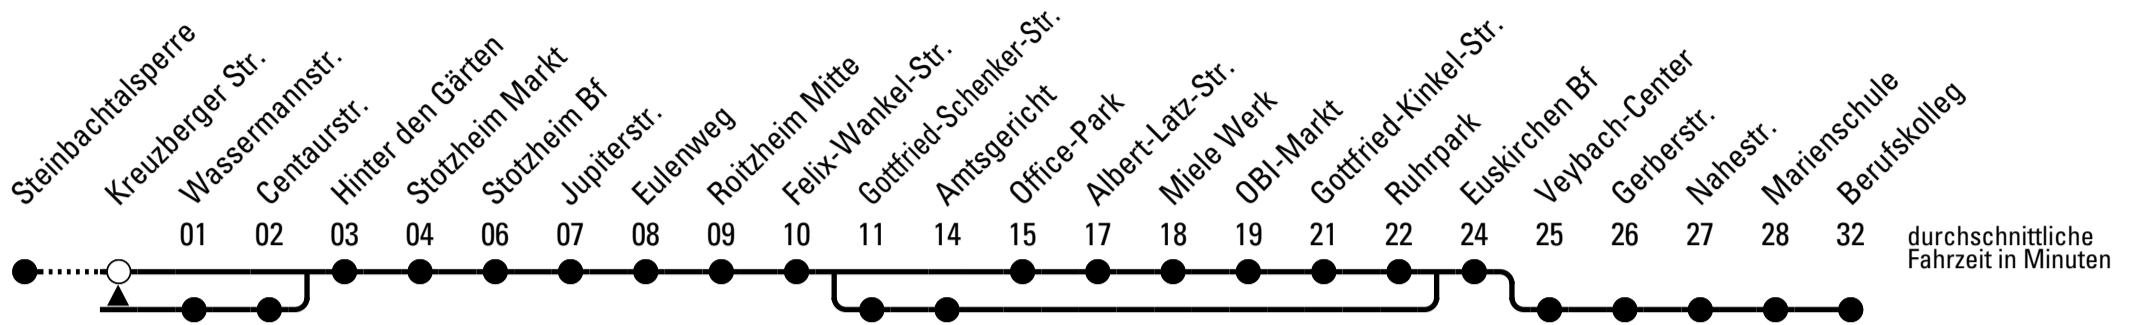 Steinbachtalsperre
Kreuzberger Str.
Wassermannstr.
Centaurstr.
Hinter den Gärten
Stotzheim Markt
Stotzheim Bf
Jupiterstr.
Eulenweg
Roitzheim Mitte
Felix-Wankel-Str.
Gottfried-Schenker-Str.
Amtsgericht
Office-Park
Albert-Latz-Str.
Miele Werk
OBI-Markt
Gottfried-Kinkel-Str.
Ruhrpark
Euskirchen Bf
Veybach-Center
Gerberstr.
Nahestr.
Marienschule
Berufskolleg
01 02 03 04 06 07 08 09 10 11 14 15 17 18 19 21 22 24 25 26 27 28 32
durchschnittliche
Fahrzeit in Minuten